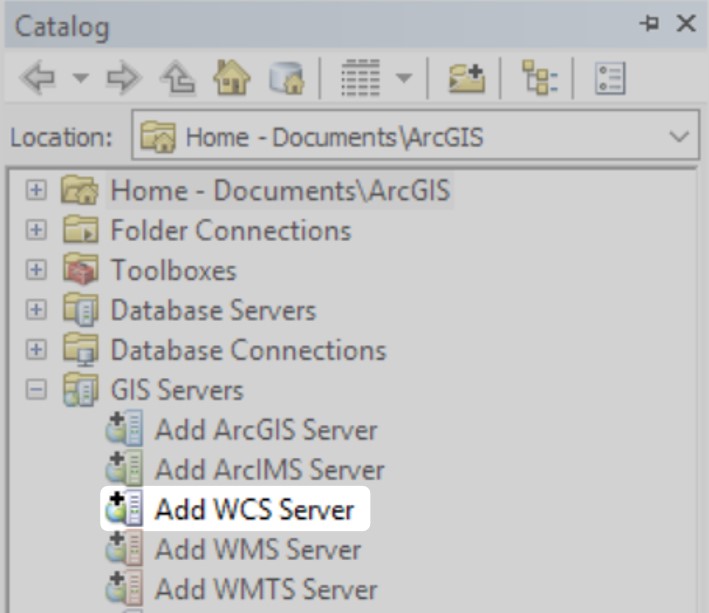 Catalog
Location: Home - Documents\ArcGIS
Home - Documents\ArcGIS
Folder Connections
Toolboxes
Database Servers
Database Connections
GIS Servers
Add ArcGIS Server
Add ArcIMS Server
Add WCS Server
Add WMS Server
Add WMTS Server